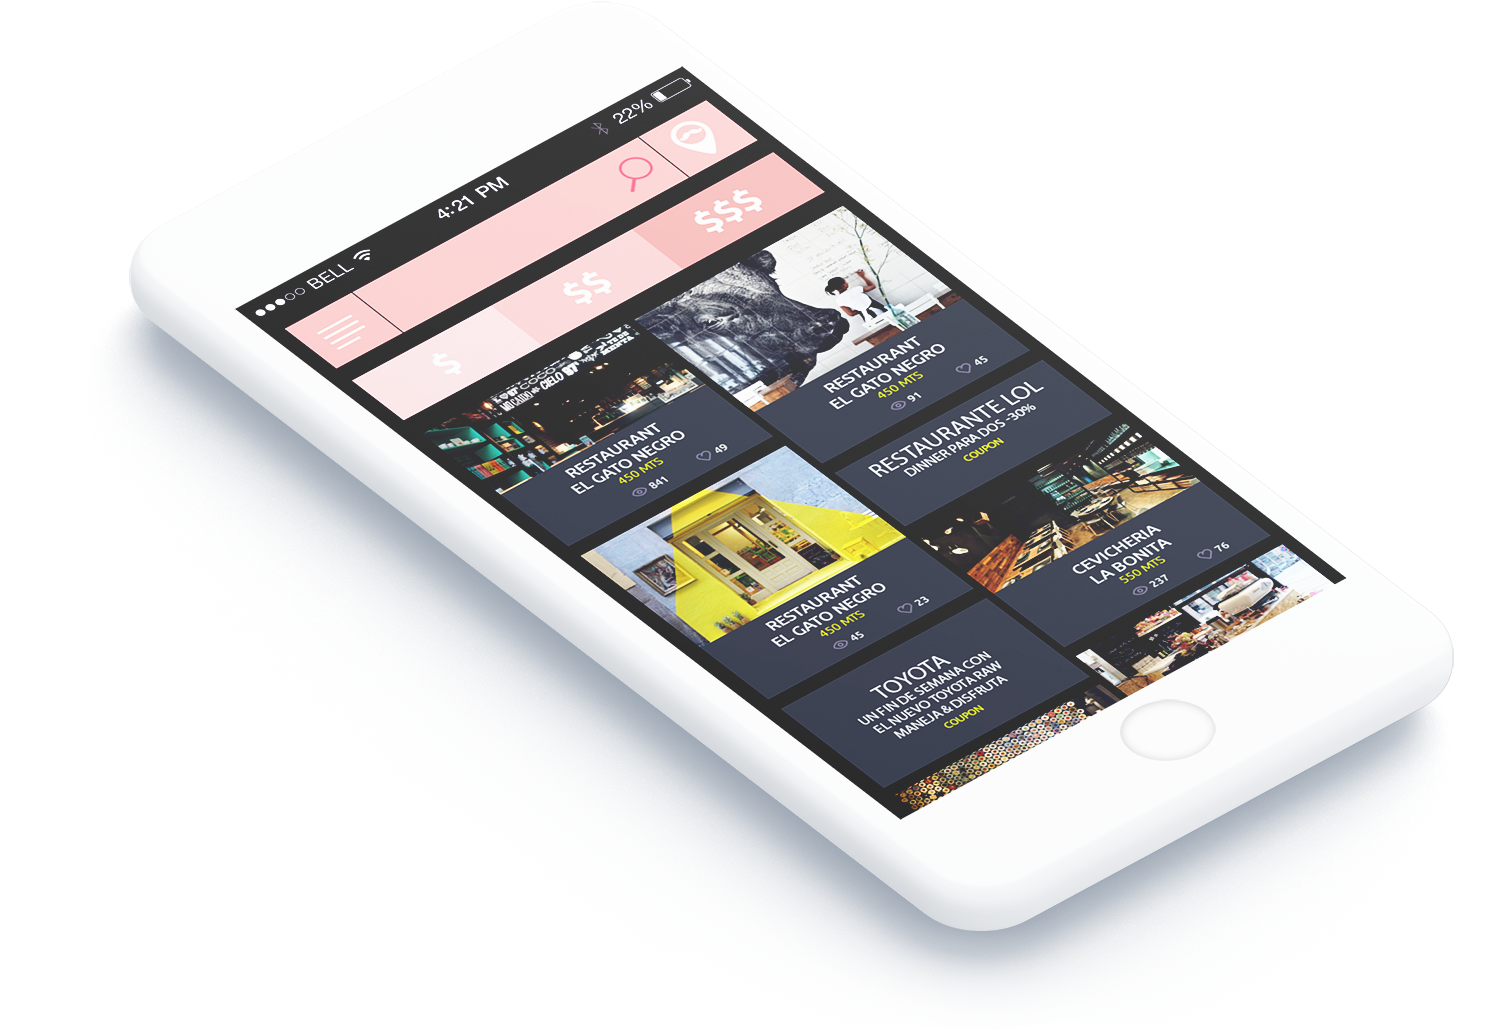 BELL
4:21 PM
22%
$
$$
$$$
RESTAURANT
EL GATO NEGRO
450 MTS
841
49
RESTAURANT
EL GATO NEGRO
450 MTS
91
45
RESTAURANTE LOL
DINNER PARA DOS -30%
COUPON
RESTAURANT
EL GATO NEGRO
450 MTS
45
23
CEVICHERIA
LA BONITA
550 MTS
237
76
TOYOTA
UN FIN DE SEMANA CON
EL NUEVO TOYOTA RAW
MANEJA & DISFRUTA
COUPON